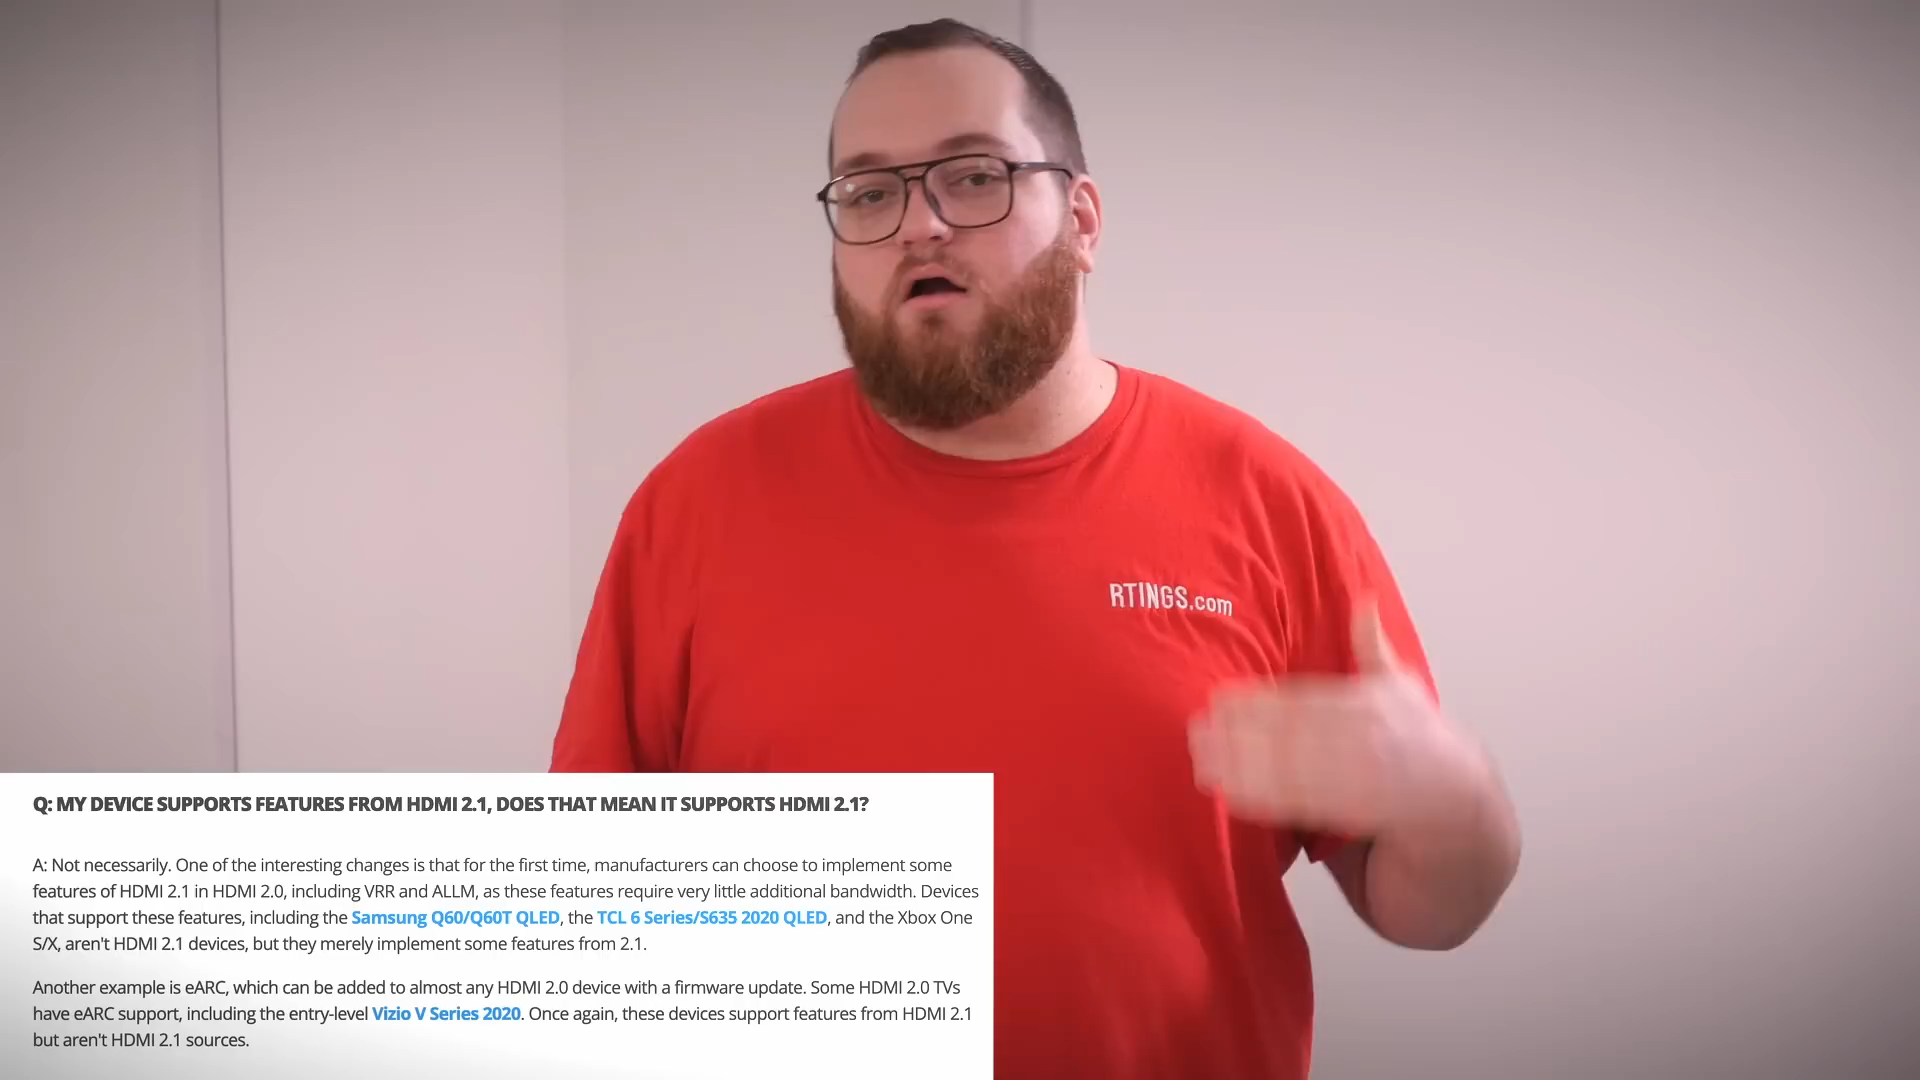 RTINGS.com
Q: MY DEVICE SUPPORTS FEATURES FROM HDMI 2.1, DOES THAT MEAN IT SUPPORTS HDMI 2.1?
A: Not necessarily. One of the interesting changes is that for the first time, manufacturers can choose to implement some
features of HDMI 2.1 in HDMI 2.0, including VRR and ALLM, as these features require very little additional bandwidth. Devices
that support these features, including the Samsung Q60/Q60T QLED, the TCL 6 Series/S635 2020 QLED, and the Xbox One
S/X, aren't HDMI 2.1 devices, but they merely implement some features from 2.1.
Another example is eARC, which can be added to almost any HDMI 2.0 device with a firmware update. Some HDMI 2.0 TVs
have eARC support, including the entry-level Vizio V Series 2020. Once again, these devices support features from HDMI 2.1
but aren't HDMI 2.1 sources.